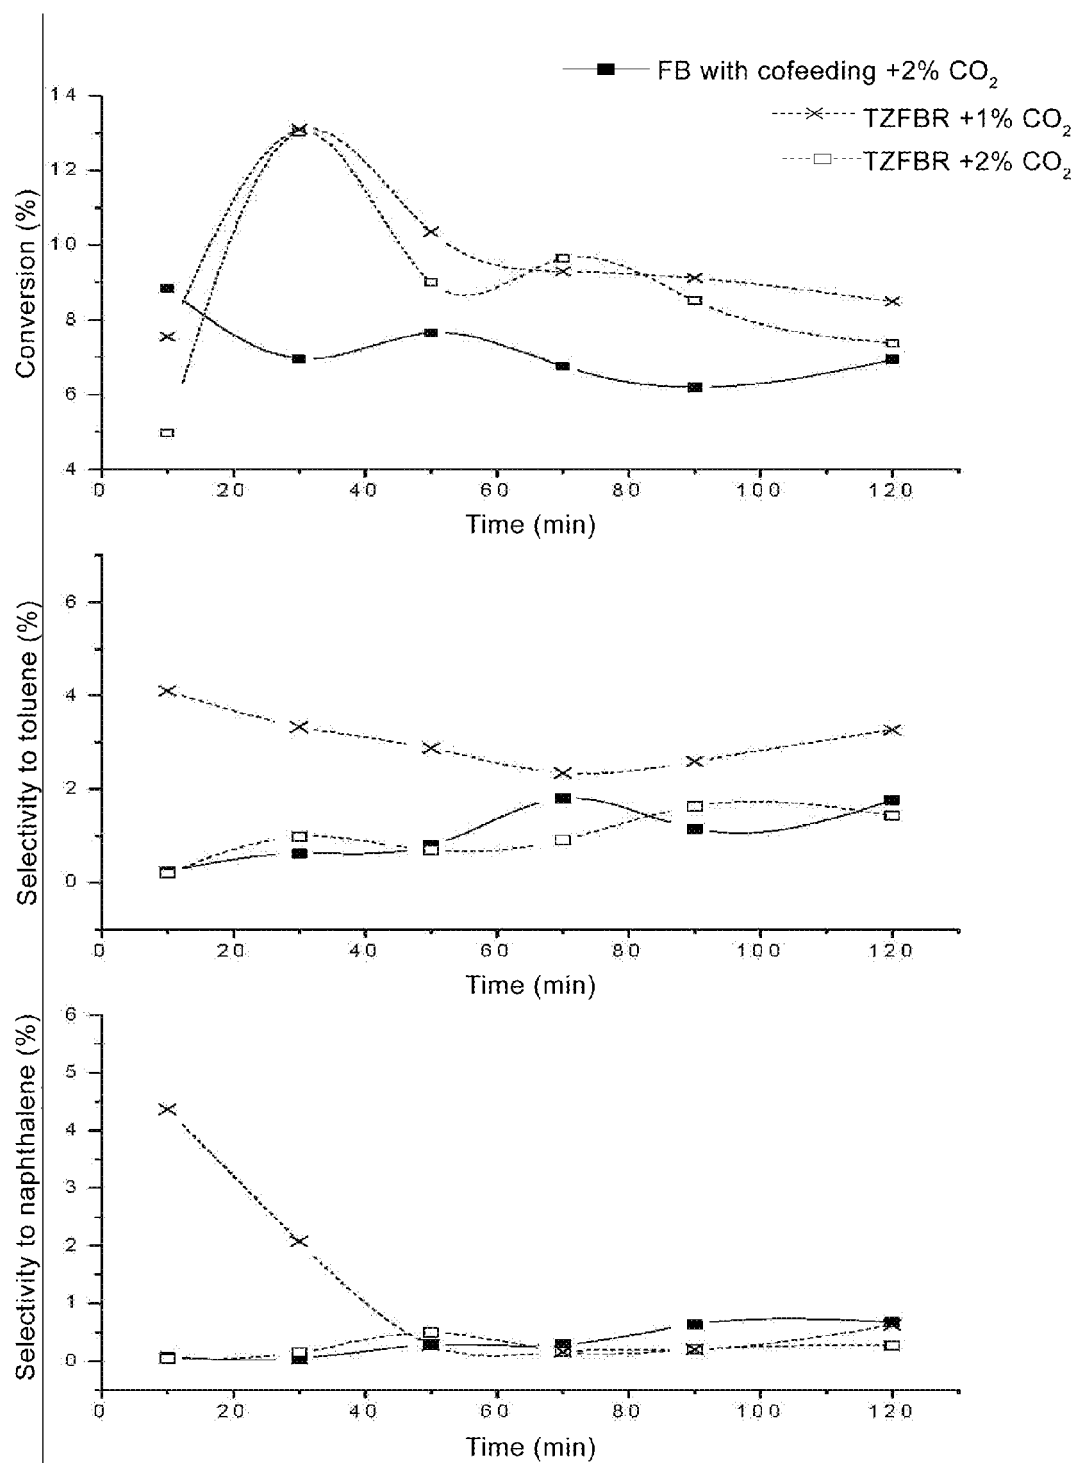 FB with cofeeding +2% CO₂
TZFBR +1% CO₂
TZFBR +2% CO₂
Conversion (%)
14
12
10
8
6
4
0 20 40 60 80 100 120
Time (min)
Selectivity to toluene (%)
6
4
2
0
0 20 40 60 80 100 120
Time (min)
Selectivity to naphthalene (%)
6
5
4
3
2
1
0
0 20 40 60 80 100 120
Time (min)